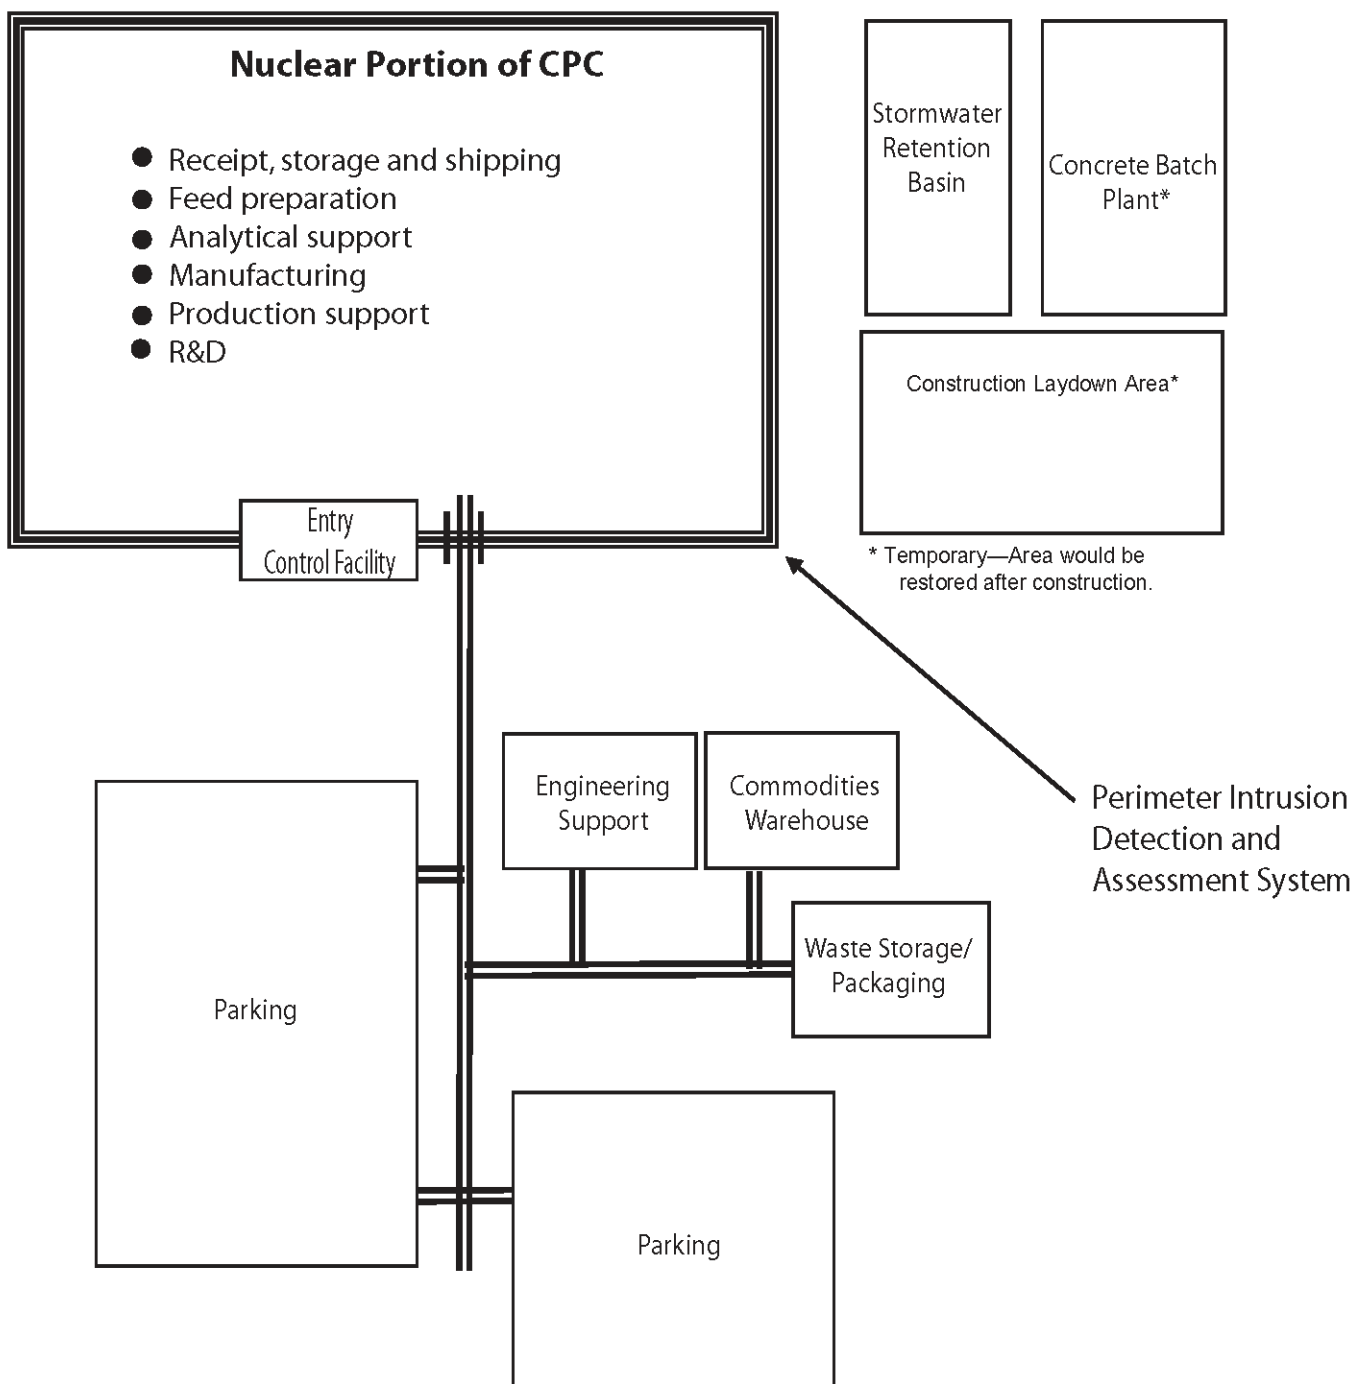 Nuclear Portion of CPC
● Receipt, storage and shipping
● Feed preparation
● Analytical support
● Manufacturing
● Production support
● R&D
Entry
Control Facility
Stormwater
Retention
Basin
Concrete Batch
Plant*
Construction Laydown Area*
* Temporary—Area would be
restored after construction.
Engineering
Support
Commodities
Warehouse
Perimeter Intrusion
Detection and
Assessment System
Waste Storage/
Packaging
Parking
Parking